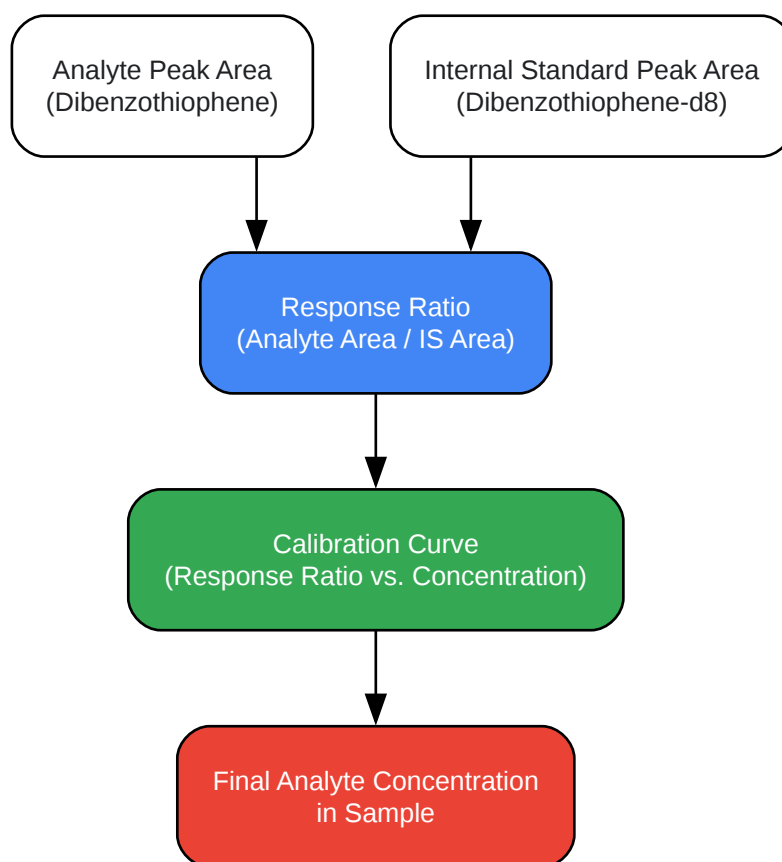 Analyte Peak Area
(Dibenzothiophene)
Internal Standard Peak Area
(Dibenzothiophene-d8)
Response Ratio
(Analyte Area / IS Area)
Calibration Curve
(Response Ratio vs. Concentration)
Final Analyte Concentration
in Sample